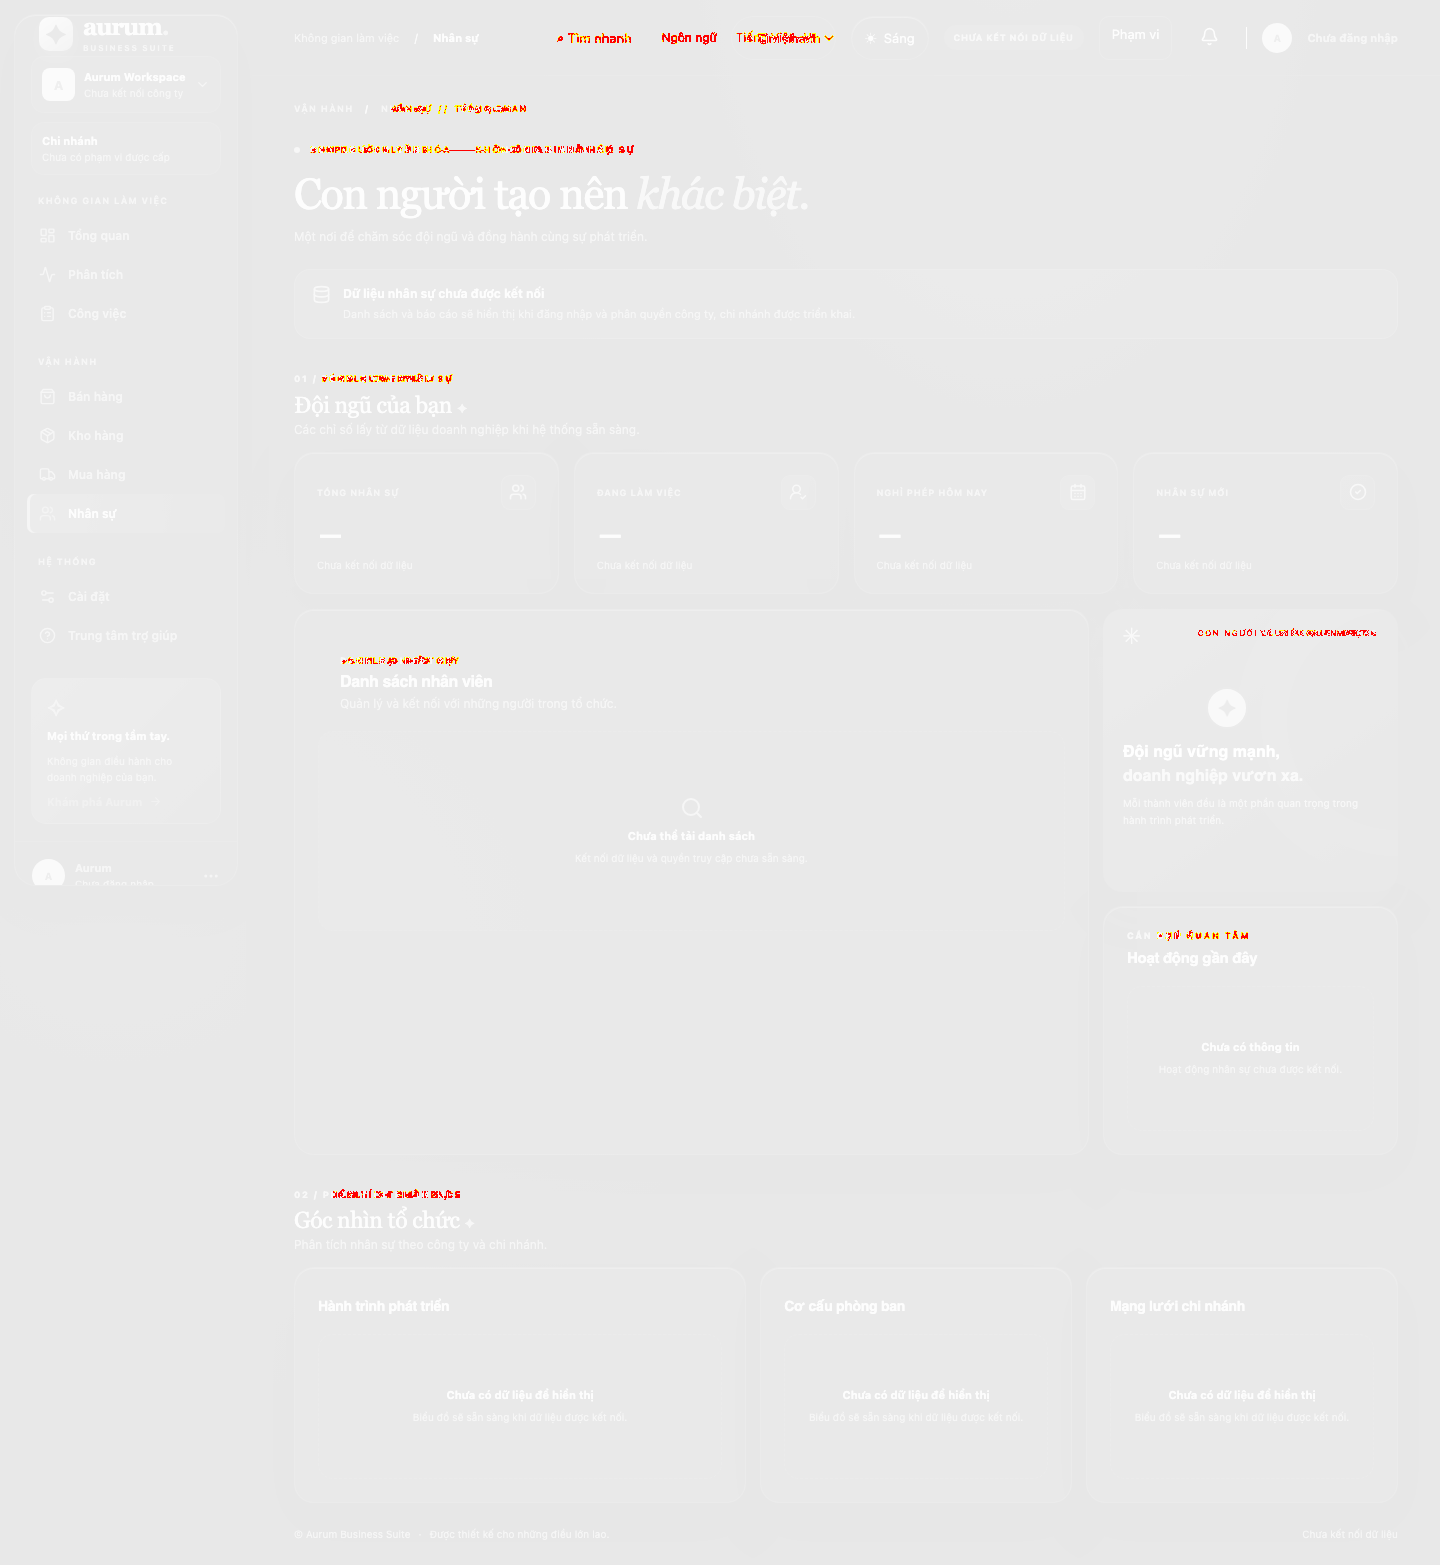 aurum.
BUSINESS SUITE
A
Aurum Workspace
Chưa kết nối công ty
Chi nhánh
Chưa có phạm vi được cấp
KHÔNG GIAN LÀM VIỆC
Tổng quan
Phân tích
Công việc
VẬN HÀNH
Bán hàng
Kho hàng
Mua hàng
Nhân sự
HỆ THỐNG
Cài đặt
Trung tâm trợ giúp
Mọi thứ trong tầm tay.
Không gian điều hành cho
doanh nghiệp của bạn.
Khám phá Aurum →
A
Aurum
Chưa đăng nhập
Không gian làm việc / Nhân sự
Tìm nhanh
Ngôn ngữ
Sáng
CHƯA KẾT NỐI DỮ LIỆU
Phạm vi
A
Chưa đăng nhập
VẬN HÀNH /
Con người tạo nên khác biệt.
Một nơi để chăm sóc đội ngũ và đồng hành cùng sự phát triển.
Dữ liệu nhân sự chưa được kết nối
Danh sách và báo cáo sẽ hiển thị khi đăng nhập và phân quyền công ty, chi nhánh được triển khai.
01 /
Đội ngũ của bạn
Các chỉ số lấy từ dữ liệu doanh nghiệp khi hệ thống sẵn sàng.
TỔNG NHÂN SỰ
—
Chưa kết nối dữ liệu
ĐANG LÀM VIỆC
—
Chưa kết nối dữ liệu
NGHỈ PHÉP HÔM NAY
—
Chưa kết nối dữ liệu
NHÂN SỰ MỚI
—
Chưa kết nối dữ liệu
Danh sách nhân viên
Quản lý và kết nối với những người trong tổ chức.
Chưa thể tải danh sách
Kết nối dữ liệu và quyền truy cập chưa sẵn sàng.
CON NGƯỜI
Đội ngũ vững mạnh,
doanh nghiệp vươn xa.
Mỗi thành viên đều là một phần quan trọng trong
hành trình phát triển.
CẦN QUAN TÂM
Hoạt động gần đây
Chưa có thông tin
Hoạt động nhân sự chưa được kết nối.
02 /
Góc nhìn tổ chức
Phân tích nhân sự theo công ty và chi nhánh.
Hành trình phát triển
Chưa có dữ liệu để hiển thị
Biểu đồ sẽ sẵn sàng khi dữ liệu được kết nối.
Cơ cấu phòng ban
Chưa có dữ liệu để hiển thị
Biểu đồ sẽ sẵn sàng khi dữ liệu được kết nối.
Mạng lưới chi nhánh
Chưa có dữ liệu để hiển thị
Biểu đồ sẽ sẵn sàng khi dữ liệu được kết nối.
© Aurum Business Suite · Được thiết kế cho những điều lớn lao.
Chưa kết nối dữ liệu